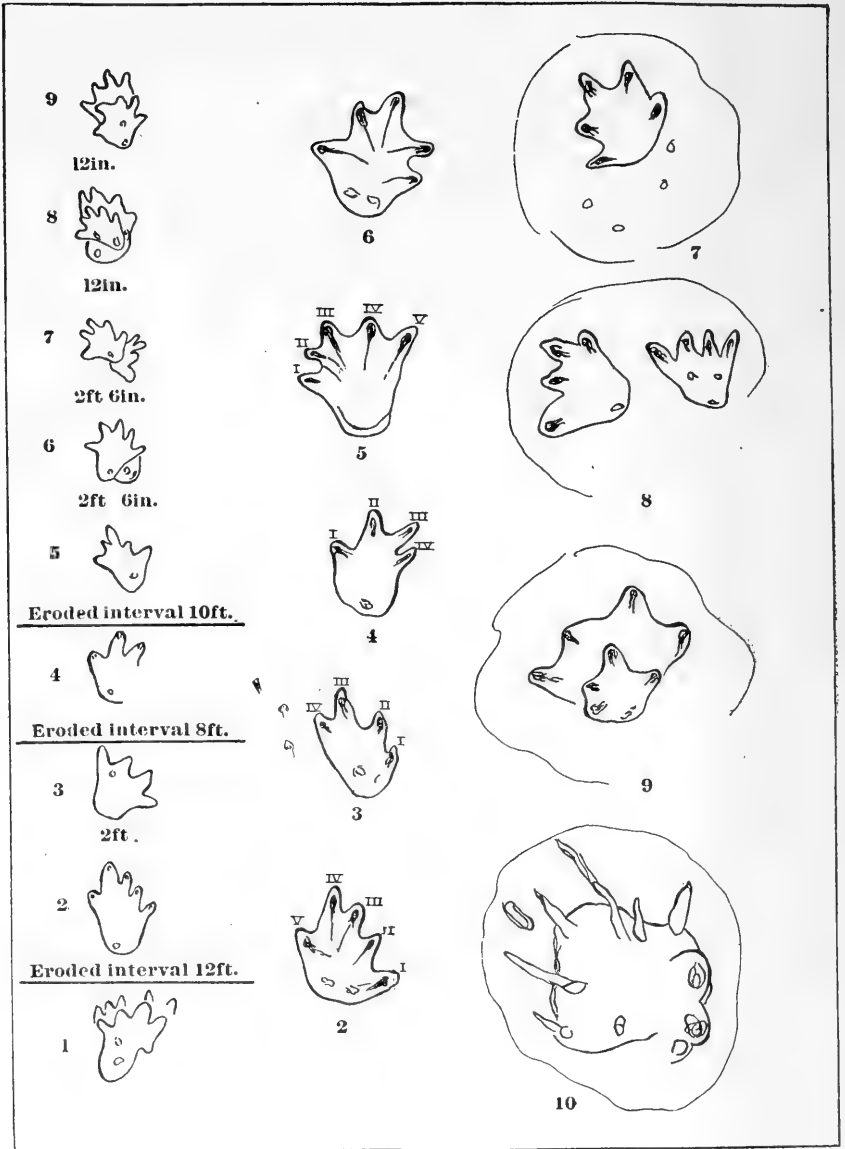 9
12in.
8
12in.
7
2ft 6in.
6
2ft 6in.
5
Eroded interval 10ft.
4
Eroded interval 8ft.
3
2ft.
2
Eroded interval 12ft.
1
6
III IV V
II
I
5
II
I III
IV
4
III
IV II
I
3
IV
V III
II
I
2
7
8
9
10